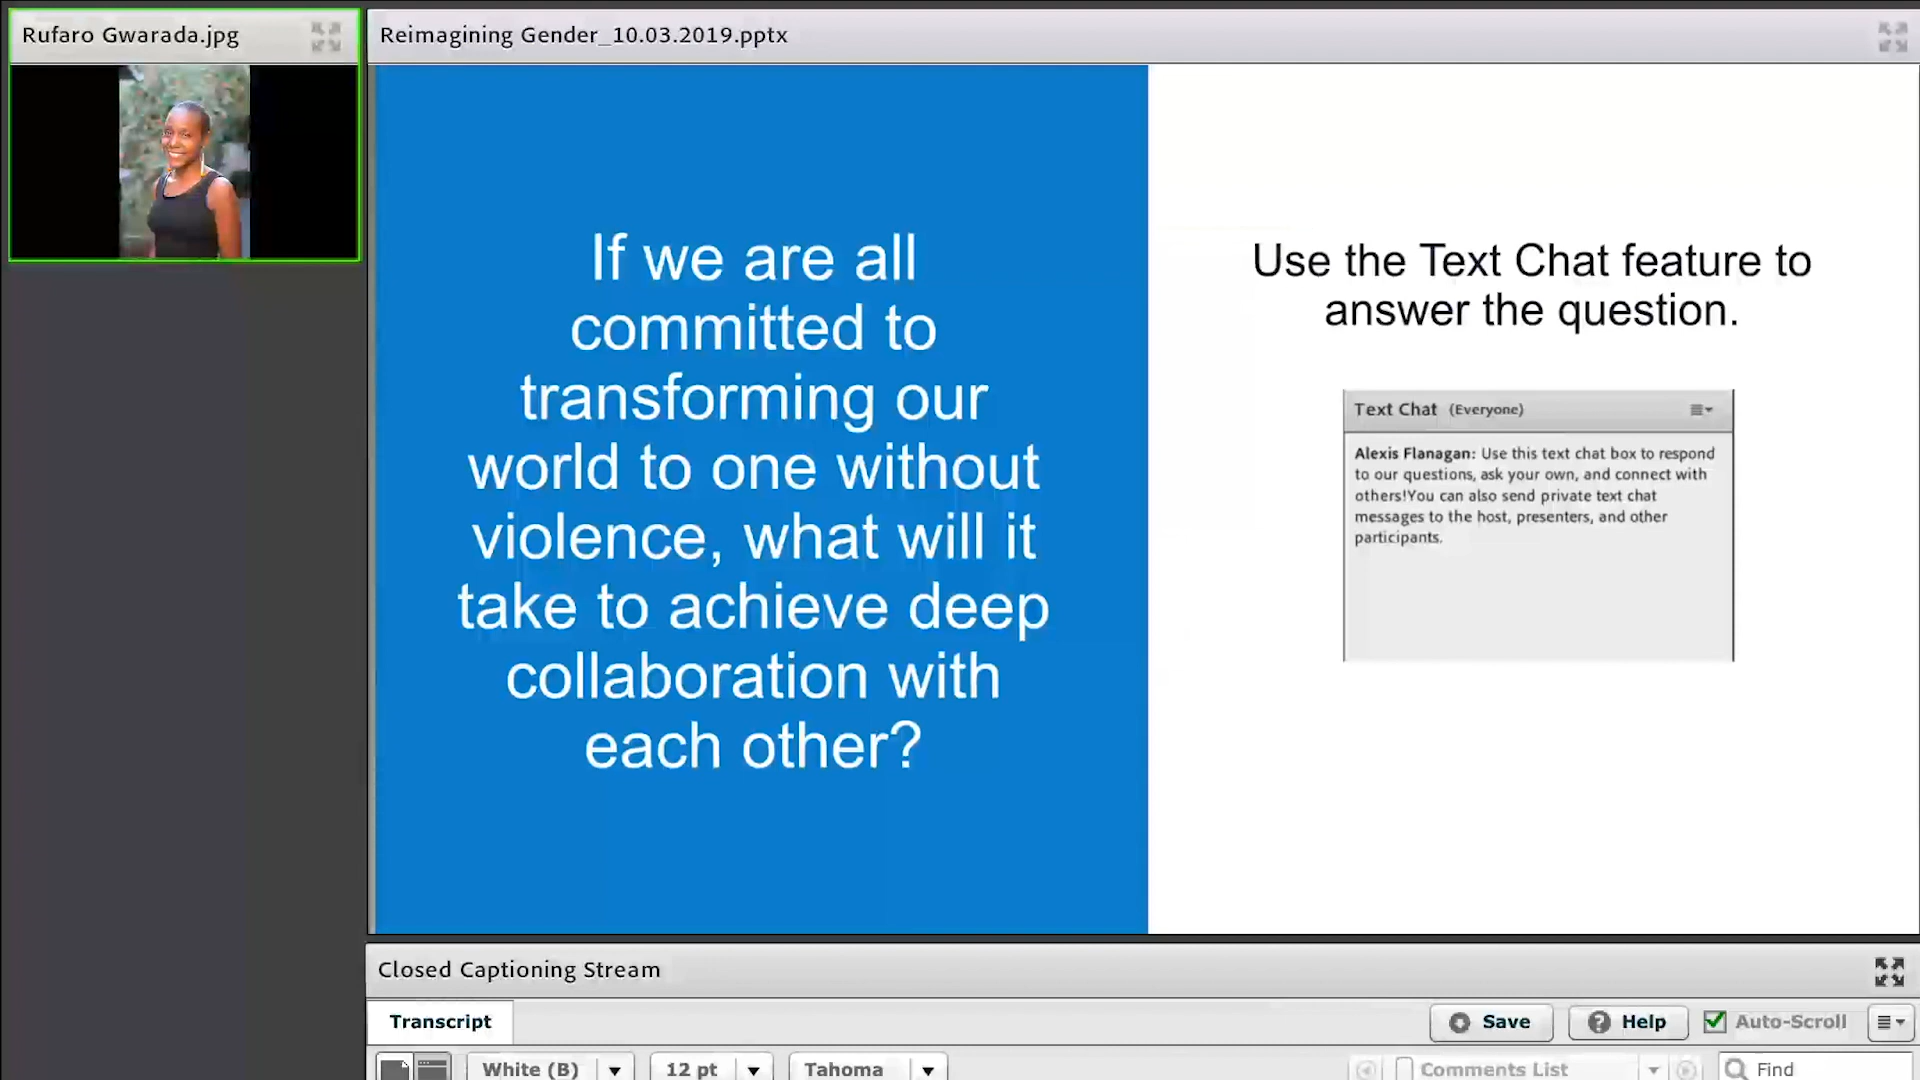 Rufaro Gwarada.jpg
Reimagining Gender_10.03.2019.pptx
If we are all
committed to
transforming our
world to one without
violence, what will it
take to achieve deep
collaboration with
each other?
Use the Text Chat feature to
answer the question.
Text Chat (Everyone)
Alexis Flanagan: Use this text chat box to respond
to our questions, ask your own, and connect with
others!You can also send private text chat
messages to the host, presenters, and other
participants.
Closed Captioning Stream
Transcript
Save
Help
Auto-Scroll
White (B)
12 pt
Tahoma
Comments List
Find